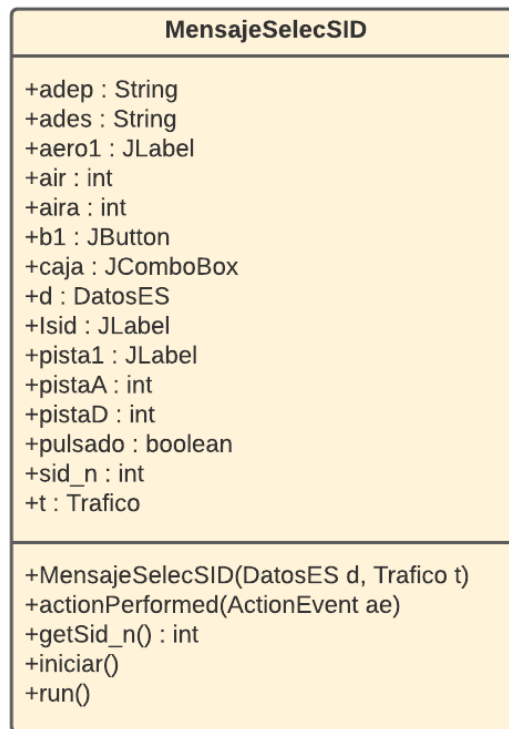 MensajeSelecSID
+adep : String
+ades : String
+aero1 : JLabel
+air : int
+aira : int
+b1 : JButton
+caja : JComboBox
+d : DatosES
+lsid : JLabel
+pista1 : JLabel
+pistaA : int
+pistaD : int
+pulsado : boolean
+sid_n : int
+t : Trafico
+MensajeSelecSID(DatosES d, Trafico t)
+actionPerformed(ActionEvent ae)
+getSid_n() : int
+iniciar()
+run()